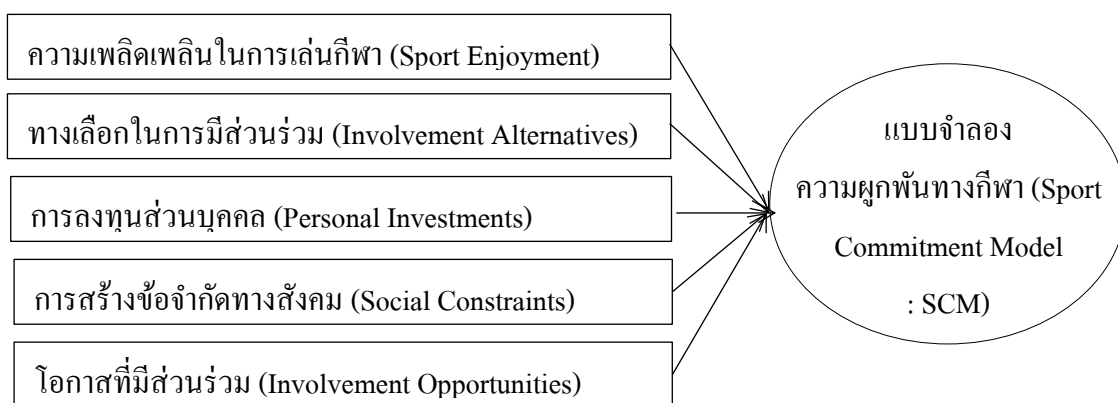 ความเพลิดเพลินในการเล่นกีฬา (Sport Enjoyment)
ทางเลือกในการมีส่วนร่วม (Involvement Alternatives)
การลงทุนส่วนบุคคล (Personal Investments)
การสร้างข้อจำกัดทางสังคม (Social Constraints)
โอกาสที่มีส่วนร่วม (Involvement Opportunities)
แบบจำลอง
ความผูกพันทางกีฬา (Sport
Commitment Model
: SCM)